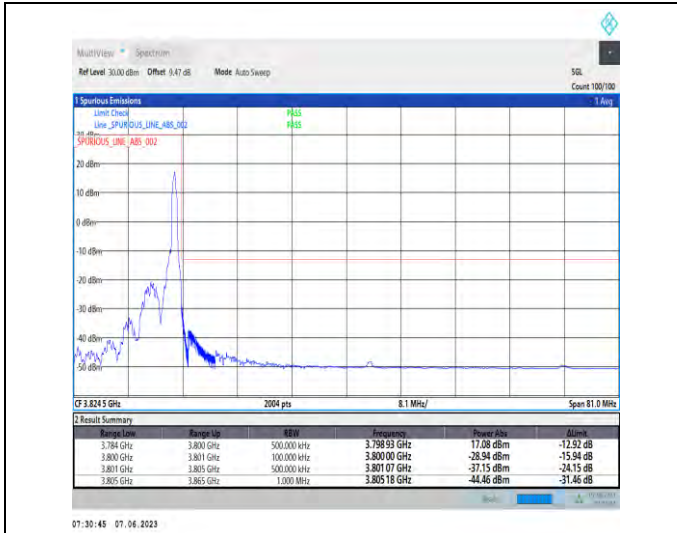 MultiView Spectrum
Ref Level 30.00 dBm Offset 9.47 dB Mode Auto Sweep
SGL
Count 100/100
1 Spurious Emissions 1 Avg
Limit Check PASS
Line _SPURIOUS_LINE_ABS_002 PASS
_SPURIOUS_LINE_ABS_002
20 dBm
10 dBm
0 dBm
-10 dBm
-20 dBm
-30 dBm
-40 dBm
-50 dBm
CF 3.824 5 GHz 2004 pts 8.1 MHz/ Span 81.0 MHz
2 Result Summary
Range Low Range Up RBW Frequency Power Abs ΔLimit
3.784 GHz 3.800 GHz 500.000 kHz 3.798 93 GHz 17.08 dBm -12.92 dB
3.800 GHz 3.801 GHz 100.000 kHz 3.800 00 GHz -28.94 dBm -15.94 dB
3.801 GHz 3.805 GHz 500.000 kHz 3.801 07 GHz -37.15 dBm -24.15 dB
3.805 GHz 3.865 GHz 1.000 MHz 3.805 18 GHz -44.46 dBm -31.46 dB
07:30:45 07.06.2023